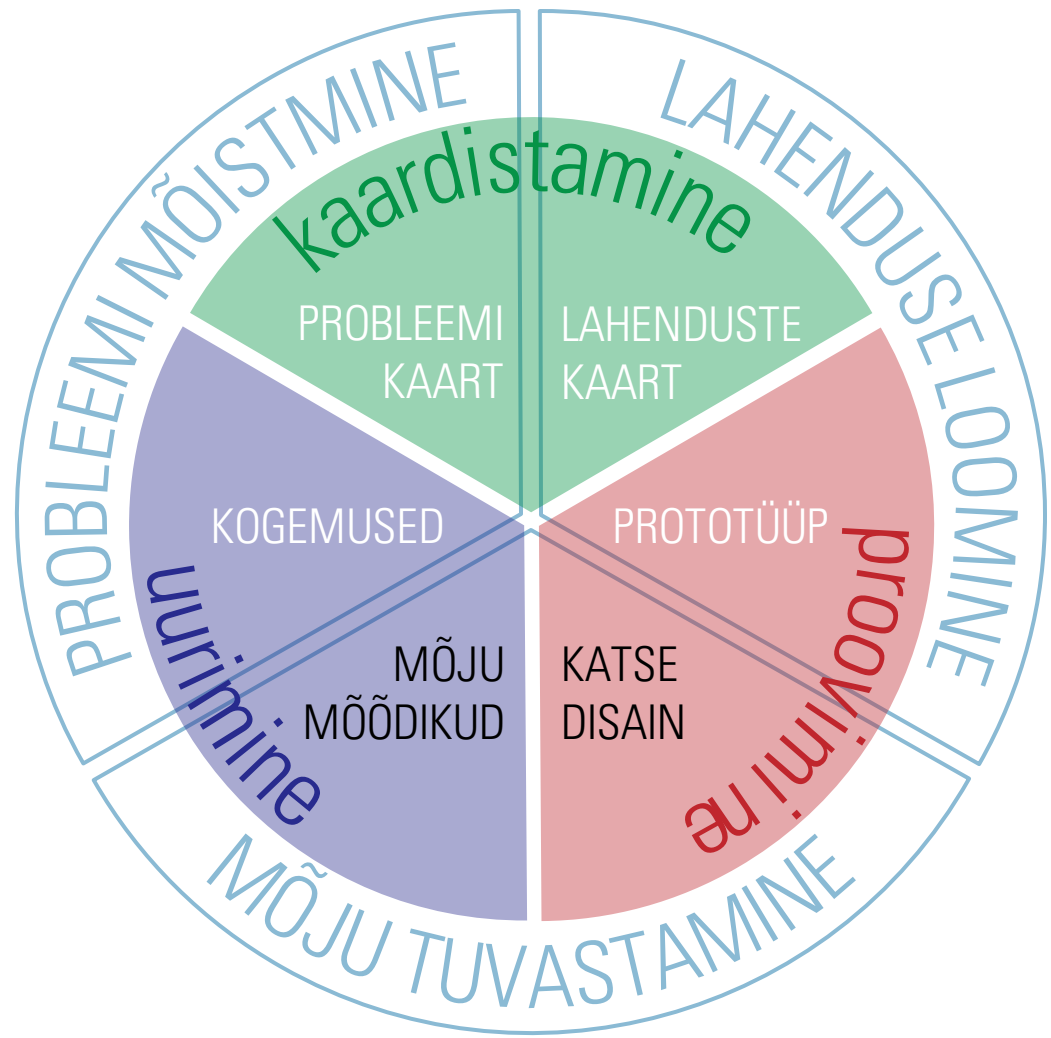 PROBLEEMI MÕISTMINE
LAHENDUSE LOOMINE
kaardistamine
PROBLEEMI
KAART
LAHENDUSTE
KAART
KOGEMUSED
PROTOTÜÜP
uurimine
proovimine
MÕJU
MÕÕDIKUD
KATSE
DISAIN
MÕJU TUVASTAMINE